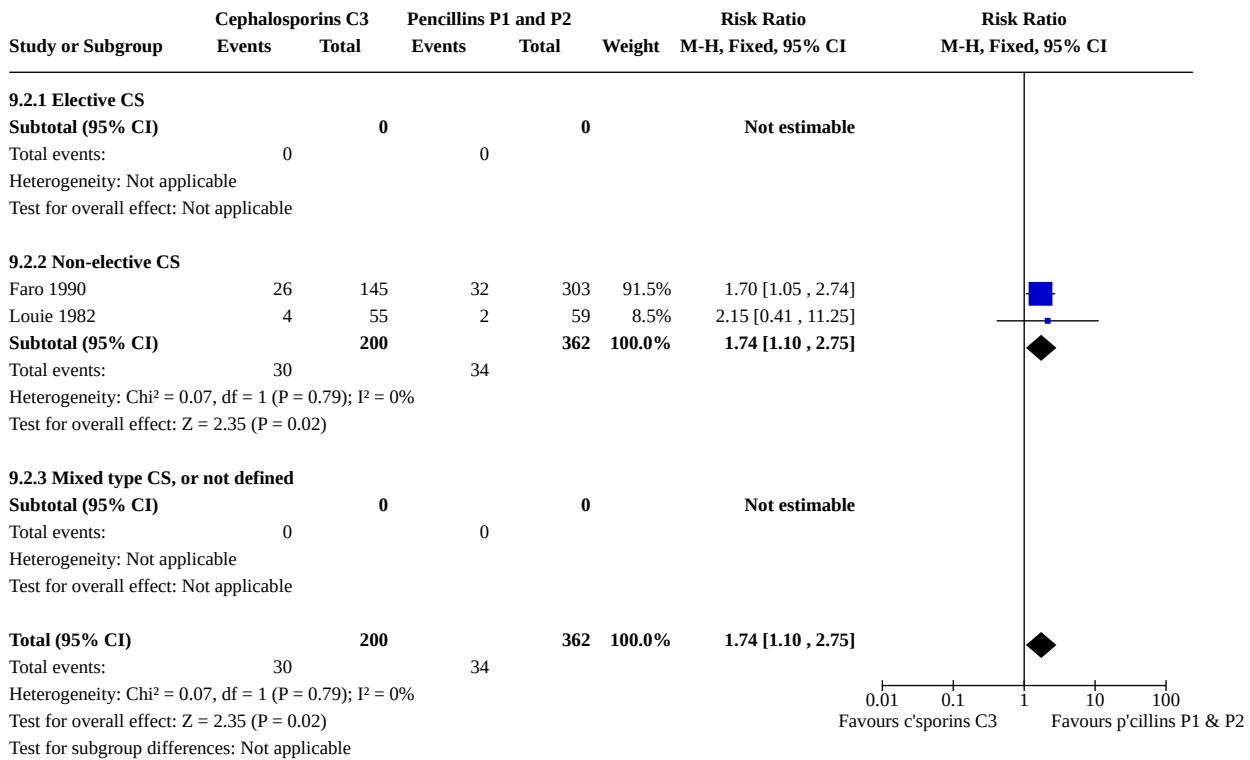 Cephalosporins C3 Pencillins P1 and P2 Risk Ratio Risk Ratio
Study or Subgroup Events Total Events Total Weight M-H, Fixed, 95% CI M-H, Fixed, 95% CI
9.2.1 Elective CS
Subtotal (95% CI) 0 0 Not estimable
Total events: 0 0
Heterogeneity: Not applicable
Test for overall effect: Not applicable
9.2.2 Non-elective CS
Faro 1990 26 145 32 303 91.5% 1.70 [1.05 , 2.74]
Louie 1982 4 55 2 59 8.5% 2.15 [0.41 , 11.25]
Subtotal (95% CI) 200 362 100.0% 1.74 [1.10 , 2.75]
Total events: 30 34
Heterogeneity: Chi² = 0.07, df = 1 (P = 0.79); I² = 0%
Test for overall effect: Z = 2.35 (P = 0.02)
9.2.3 Mixed type CS, or not defined
Subtotal (95% CI) 0 0 Not estimable
Total events: 0 0
Heterogeneity: Not applicable
Test for overall effect: Not applicable
Total (95% CI) 200 362 100.0% 1.74 [1.10 , 2.75]
Total events: 30 34
Heterogeneity: Chi² = 0.07, df = 1 (P = 0.79); I² = 0% 0.01 0.1 1 10 100
Test for overall effect: Z = 2.35 (P = 0.02) Favours c'sporins C3 Favours p'cillins P1 & P2
Test for subgroup differences: Not applicable